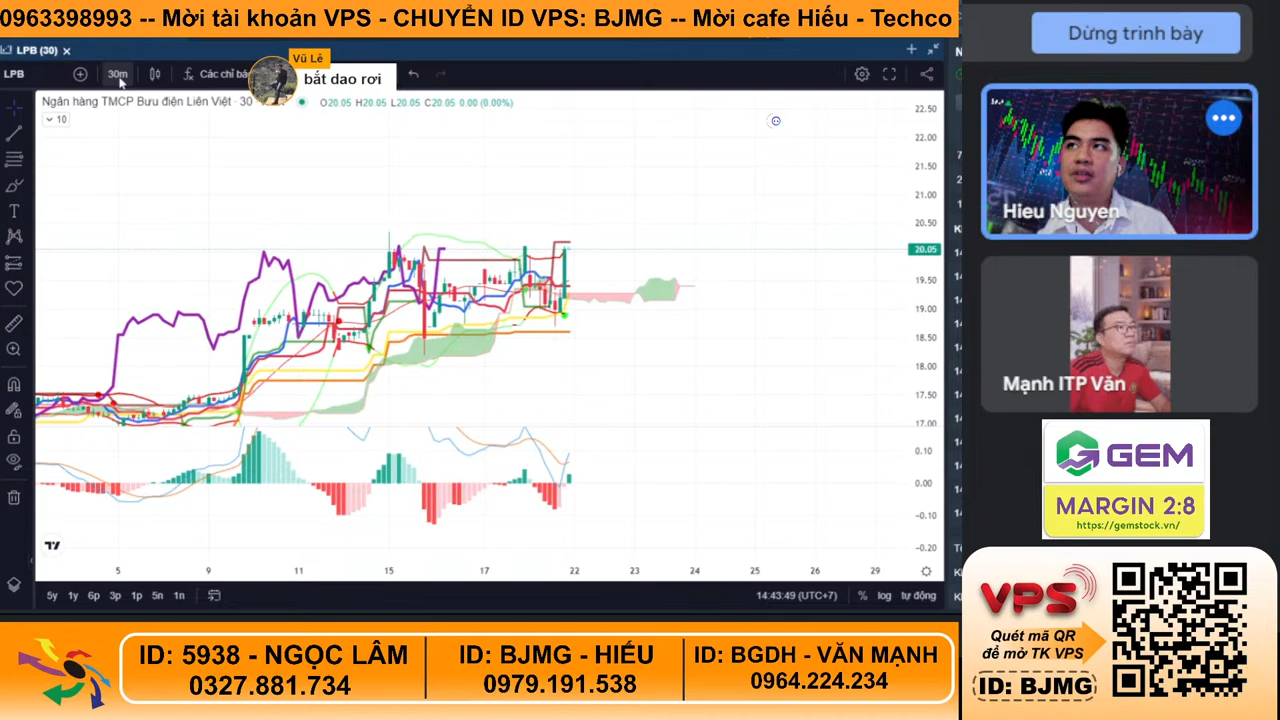 0963398993 -- Mời tài khoản VPS - CHUYỂN ID VPS: BJMG -- Mời cafe Hiếu - Techco
LPB (30)
LPB
30m
Các chỉ bá
Vũ Lê
bắt dao rơi
Ngân hàng TMCP Bưu điện Liên Việt · 30
O20.05 H20.05 L20.05 C20.05 0.00 (0.00%)
10
22.50
22.00
21.50
21.00
20.50
20.05
19.50
19.00
18.50
18.00
17.50
17.00
0.10
0.00
-0.10
-0.20
5
9
11
15
17
22
23
24
25
26
29
5y 1y 6p 3p 1p 5n 1n
14:43:49 (UTC+7)
% log tự động
Dừng trình bày
Hieu Nguyen
Mạnh ITP Văn
GEM
MARGIN 2:8
https://gemstock.vn/
VPS
Quét mã QR
để mở TK VPS
ID: BJMG
ID: 5938 - NGỌC LÂM
0327.881.734
ID: BJMG - HIẾU
0979.191.538
ID: BGDH - VĂN MẠNH
0964.224.234